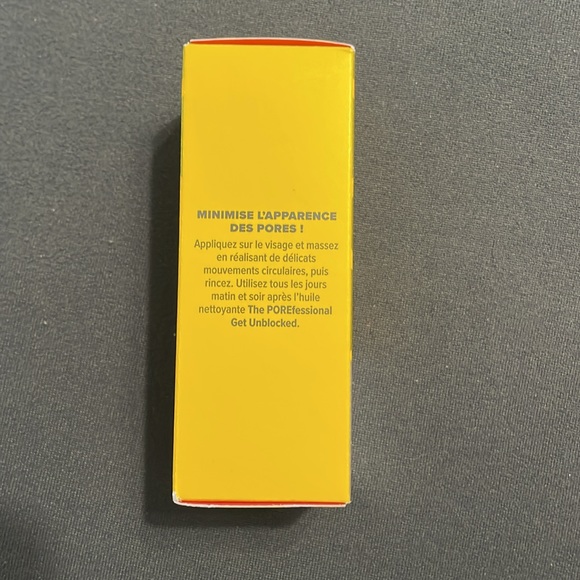 MINIMISE L'APPARENCE
DES PORES !
Appliquez sur le visage et massez
en réalisant de délicats
mouvements circulaires, puis
rincez. Utilisez tous les jours
matin et soir après l'huile
nettoyante The POREfessional
Get Unblocked.